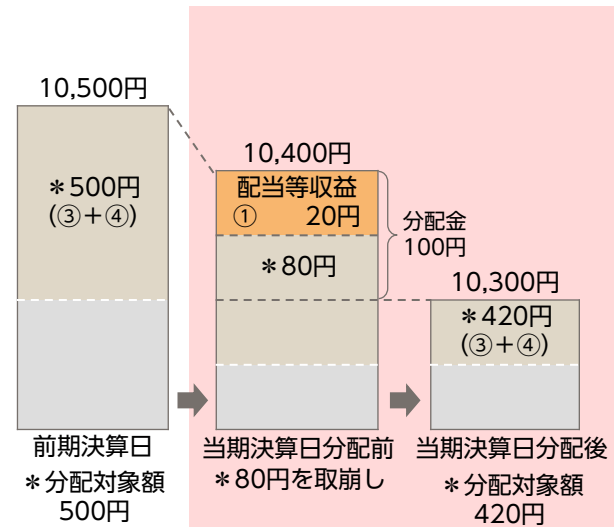 10,500円
＊500円
(③＋④)
前期決算日
＊分配対象額
500円
10,400円
配当等収益
① 20円
＊80円
分配金
100円
当期決算日分配前
＊80円を取崩し
10,300円
＊420円
(③＋④)
当期決算日分配後
＊分配対象額
420円